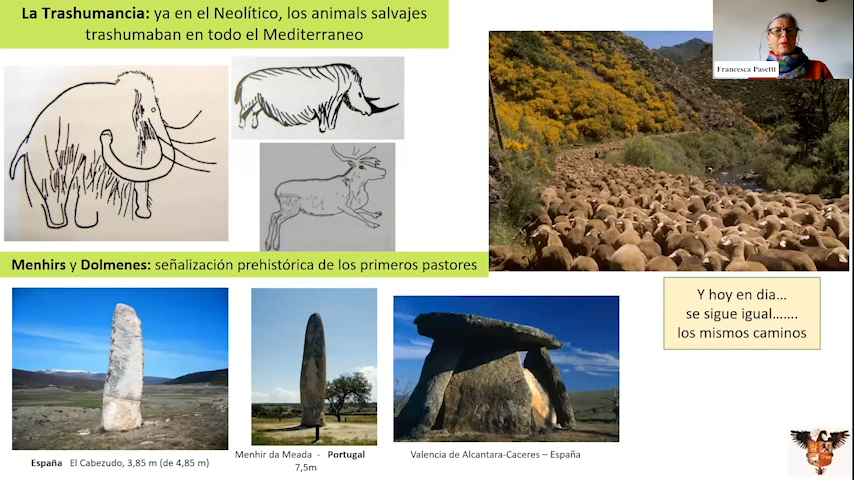 La Trashumancia: ya en el Neolítico, los animals salvajes
trashumaban en todo el Mediterraneo
Francesca Pasetti
Menhirs y Dolmenes: señalización prehistórica de los primeros pastores
Y hoy en dia...
se sigue igual.......
los mismos caminos
España El Cabezudo, 3,85 m (de 4,85 m)
Menhir da Meada - Portugal
7,5m
Valencia de Alcantara-Caceres – España